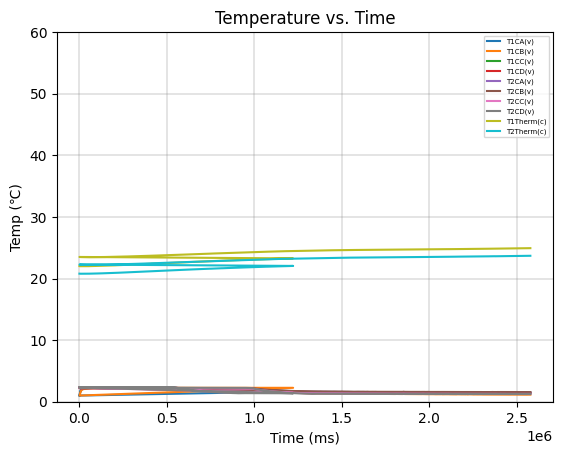 Temperature vs. Time
60
50
40
30
20
10
0
Temp (℃)
T1CA(v)
T1CB(v)
T1CC(v)
T1CD(v)
T2CA(v)
T2CB(v)
T2CC(v)
T2CD(v)
T1Therm(c)
T2Therm(c)
0.0 0.5 1.0 1.5 2.0 2.5
1e6
Time (ms)